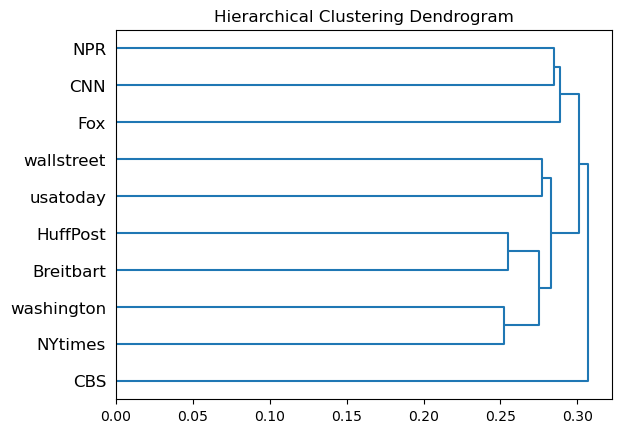 Hierarchical Clustering Dendrogram
NPR
CNN
Fox
wallstreet
usatoday
HuffPost
Breitbart
washington
NYtimes
CBS
0.00 0.05 0.10 0.15 0.20 0.25 0.30